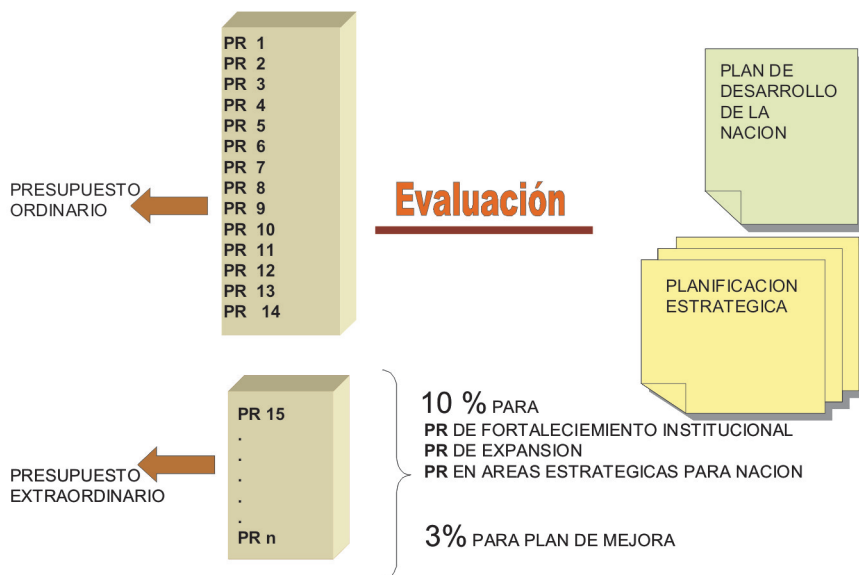 PR 1
PR 2
PR 3
PR 4
PR 5
PR 6
PR 7
PR 8
PR 9
PR 10
PR 11
PR 12
PR 13
PR 14
PRESUPUESTO
ORDINARIO
Evaluación
PLAN DE
DESARROLLO
DE LA
NACION
PLANIFICACION
ESTRATEGICA
PR 15
.
.
.
.
.
PR n
PRESUPUESTO
EXTRAORDINARIO
10 % PARA
PR DE FORTALECIEMIENTO INSTITUCIONAL
PR DE EXPANSION
PR EN AREAS ESTRATEGICAS PARA NACION
3% PARA PLAN DE MEJORA